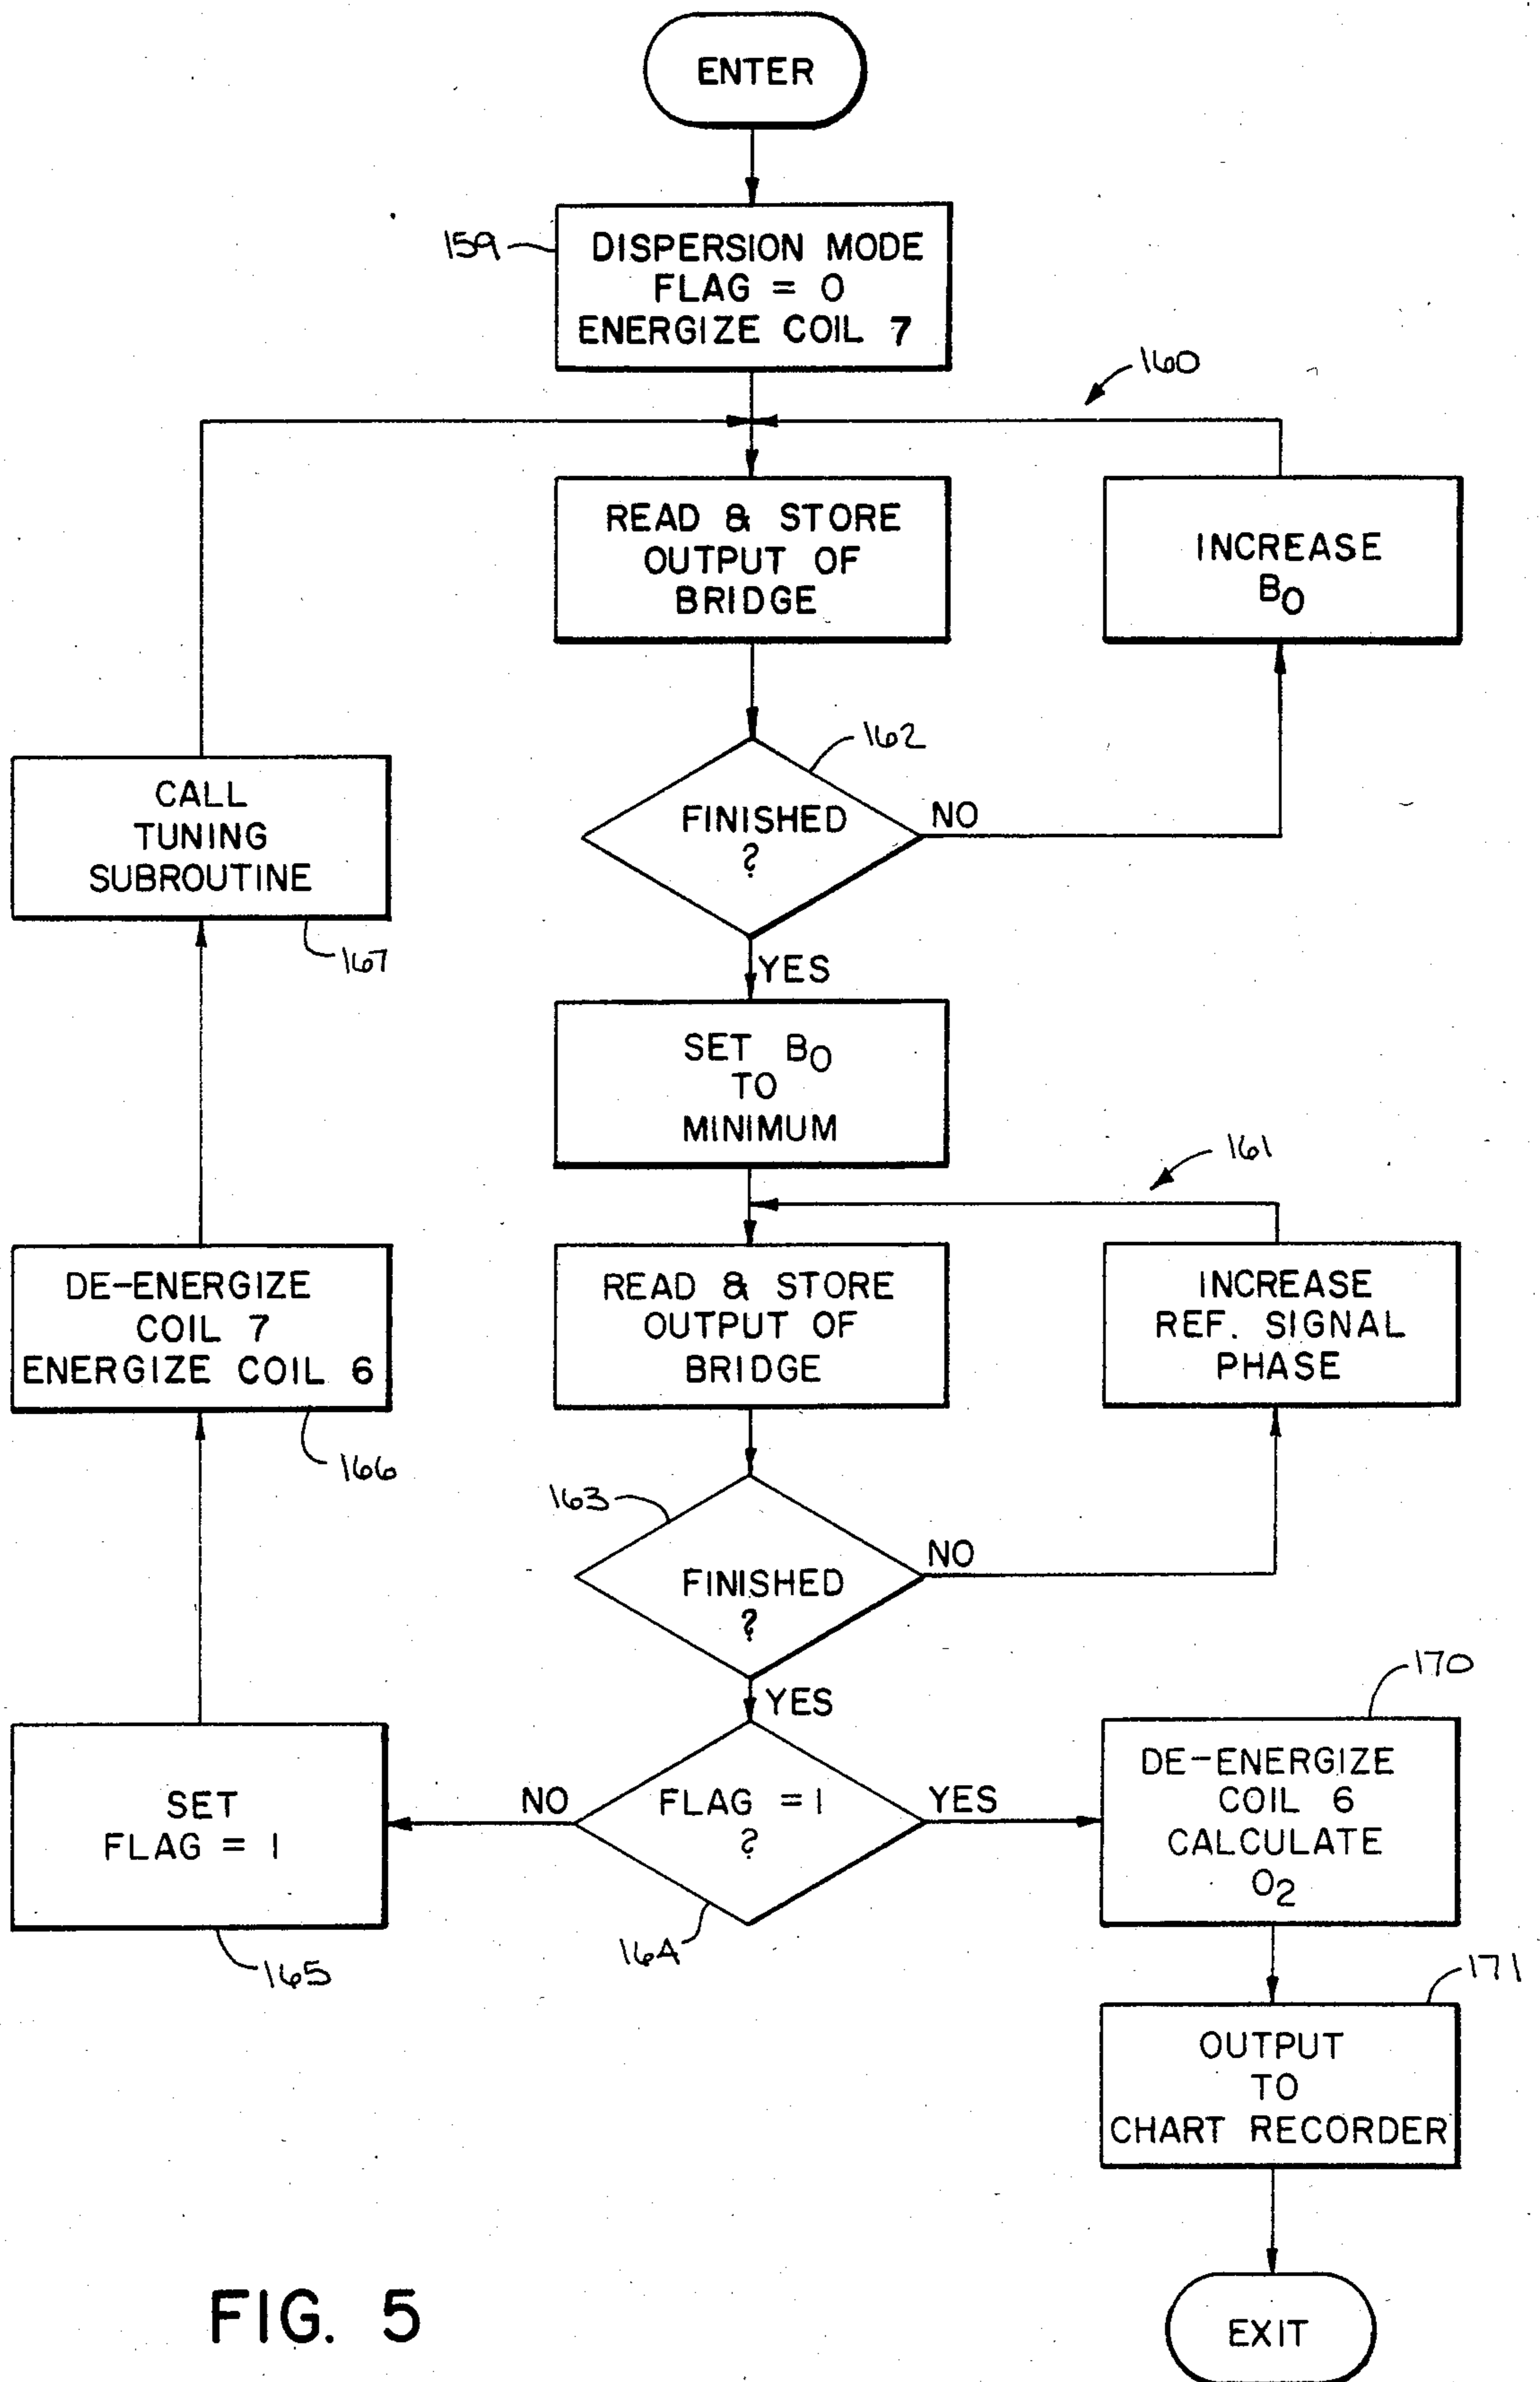 ENTER
159
DISPERSION MODE
FLAG = 0
ENERGIZE COIL 7
160
READ & STORE
OUTPUT OF
BRIDGE
INCREASE
B0
162
FINISHED
?
NO
CALL
TUNING
SUBROUTINE
167
YES
SET B0
TO
MINIMUM
161
READ & STORE
OUTPUT OF
BRIDGE
INCREASE
REF. SIGNAL
PHASE
DE-ENERGIZE
COIL 7
ENERGIZE COIL 6
166
163
FINISHED
?
NO
YES
170
SET
FLAG = 1
165
NO
FLAG = 1
?
YES
164
DE-ENERGIZE
COIL 6
CALCULATE
O2
171
OUTPUT
TO
CHART RECORDER
EXIT
FIG. 5